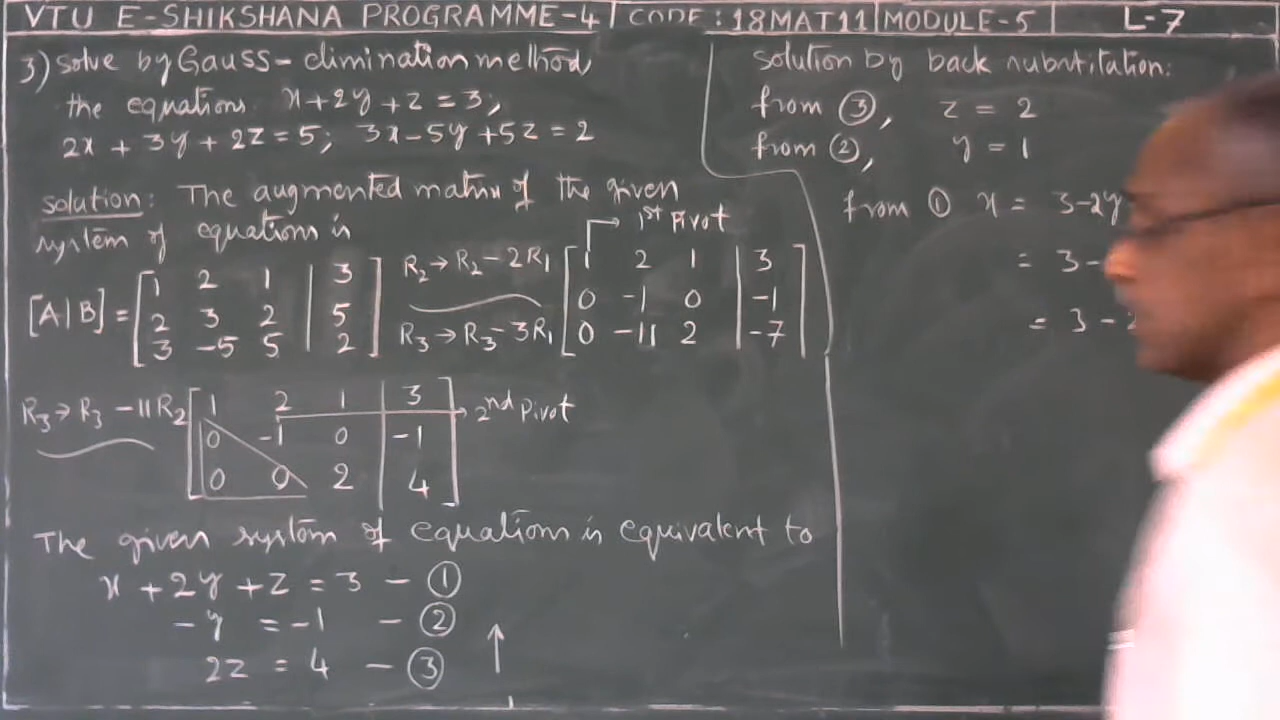 VTU E-SHIKSHANA PROGRAMME-4 | CODE: 18MAT11 | MODULE-5 | L-7
3) solve by Gauss-elimination method
the equations x+2y+z=3;
2x+3y+2z=5; 3x-5y+5z=2
solution: The augmented matrix of the given
system of equations is
1st Pivot
[A|B] = [1 2 1 | 3
2 3 2 | 5
3 -5 5 | 2]
R2→R2-2R1
R3→R3-3R1
[1 2 1 | 3
0 -1 0 | -1
0 -11 2 | -7]
R3→R3-11R2 [1 2 1 | 3
0 -1 0 | -1
0 0 2 | 4]
2nd Pivot
The given system of equations is equivalent to
x+2y+z=3 - ①
-y = -1 - ②
2z = 4 - ③
solution by back substitution:
from ③, z = 2
from ②, y = 1
from ① x = 3-2y
= 3-
= 3-